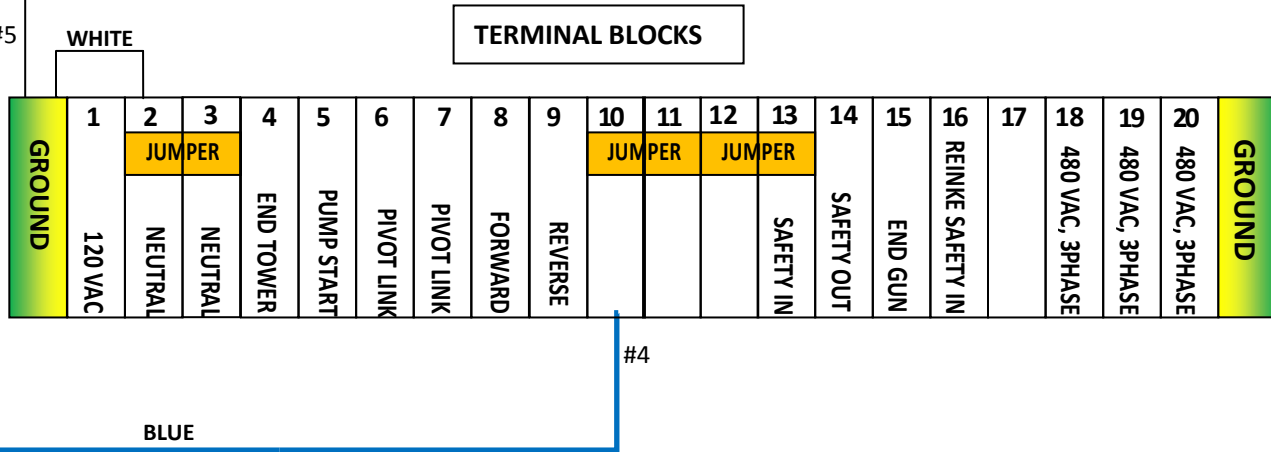 #5
WHITE
TERMINAL BLOCKS
1 2 3 4 5 6 7 8 9 10 11 12 13 14 15 16 17 18 19 20
JUMPER
JUMPER
JUMPER
GROUND
120 VAC
NEUTRAL
NEUTRAL
END TOWER
PUMP START
PIVOT LINK
PIVOT LINK
FORWARD
REVERSE
SAFETY IN
SAFETY OUT
END GUN
REINKE SAFETY IN
480 VAC, 3PHASE
480 VAC, 3PHASE
480 VAC, 3PHASE
GROUND
#4
BLUE